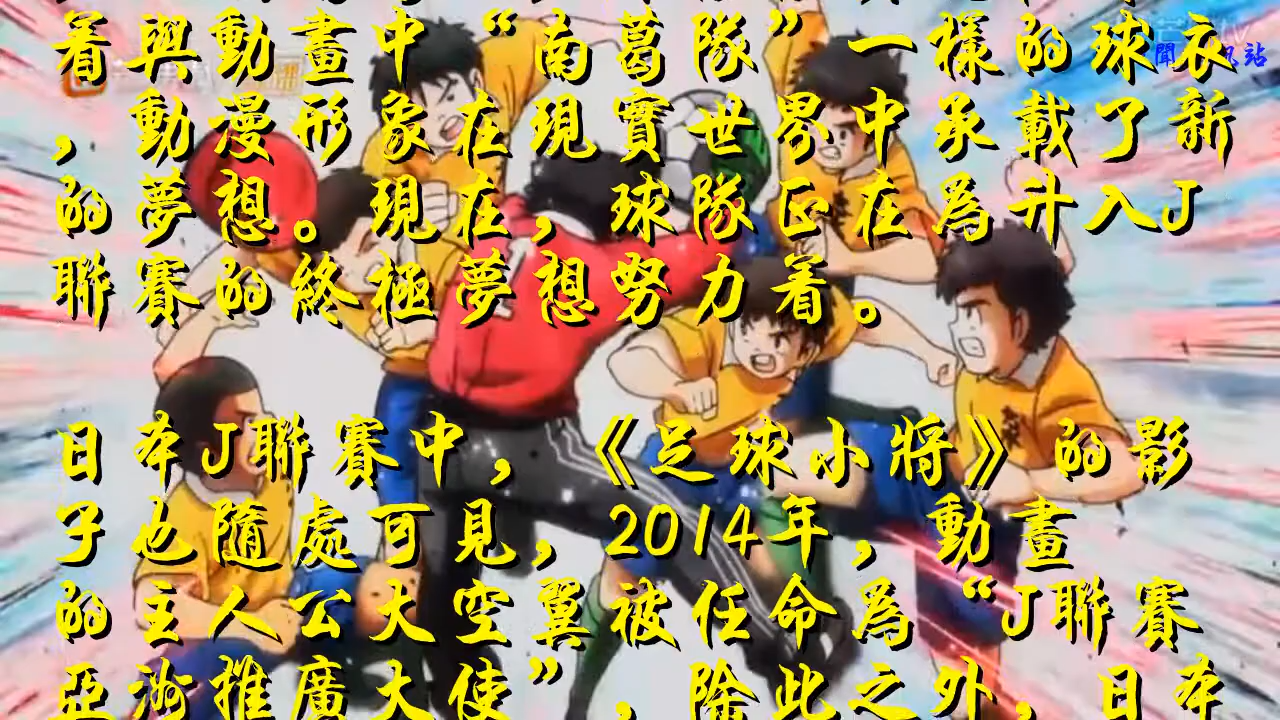 着與動畫中“南葛隊”一樣的球衣
，動漫形象在現實世界中承載了新
的夢想。現在，球隊正在為升入J
聯賽的終極夢想努力着。
日本J聯賽中，《足球小將》的影
子也隨處可見，2014年，動畫
的主人公大空翼被任命為“J聯賽
亞洲推廣大使”，除此之外，日本